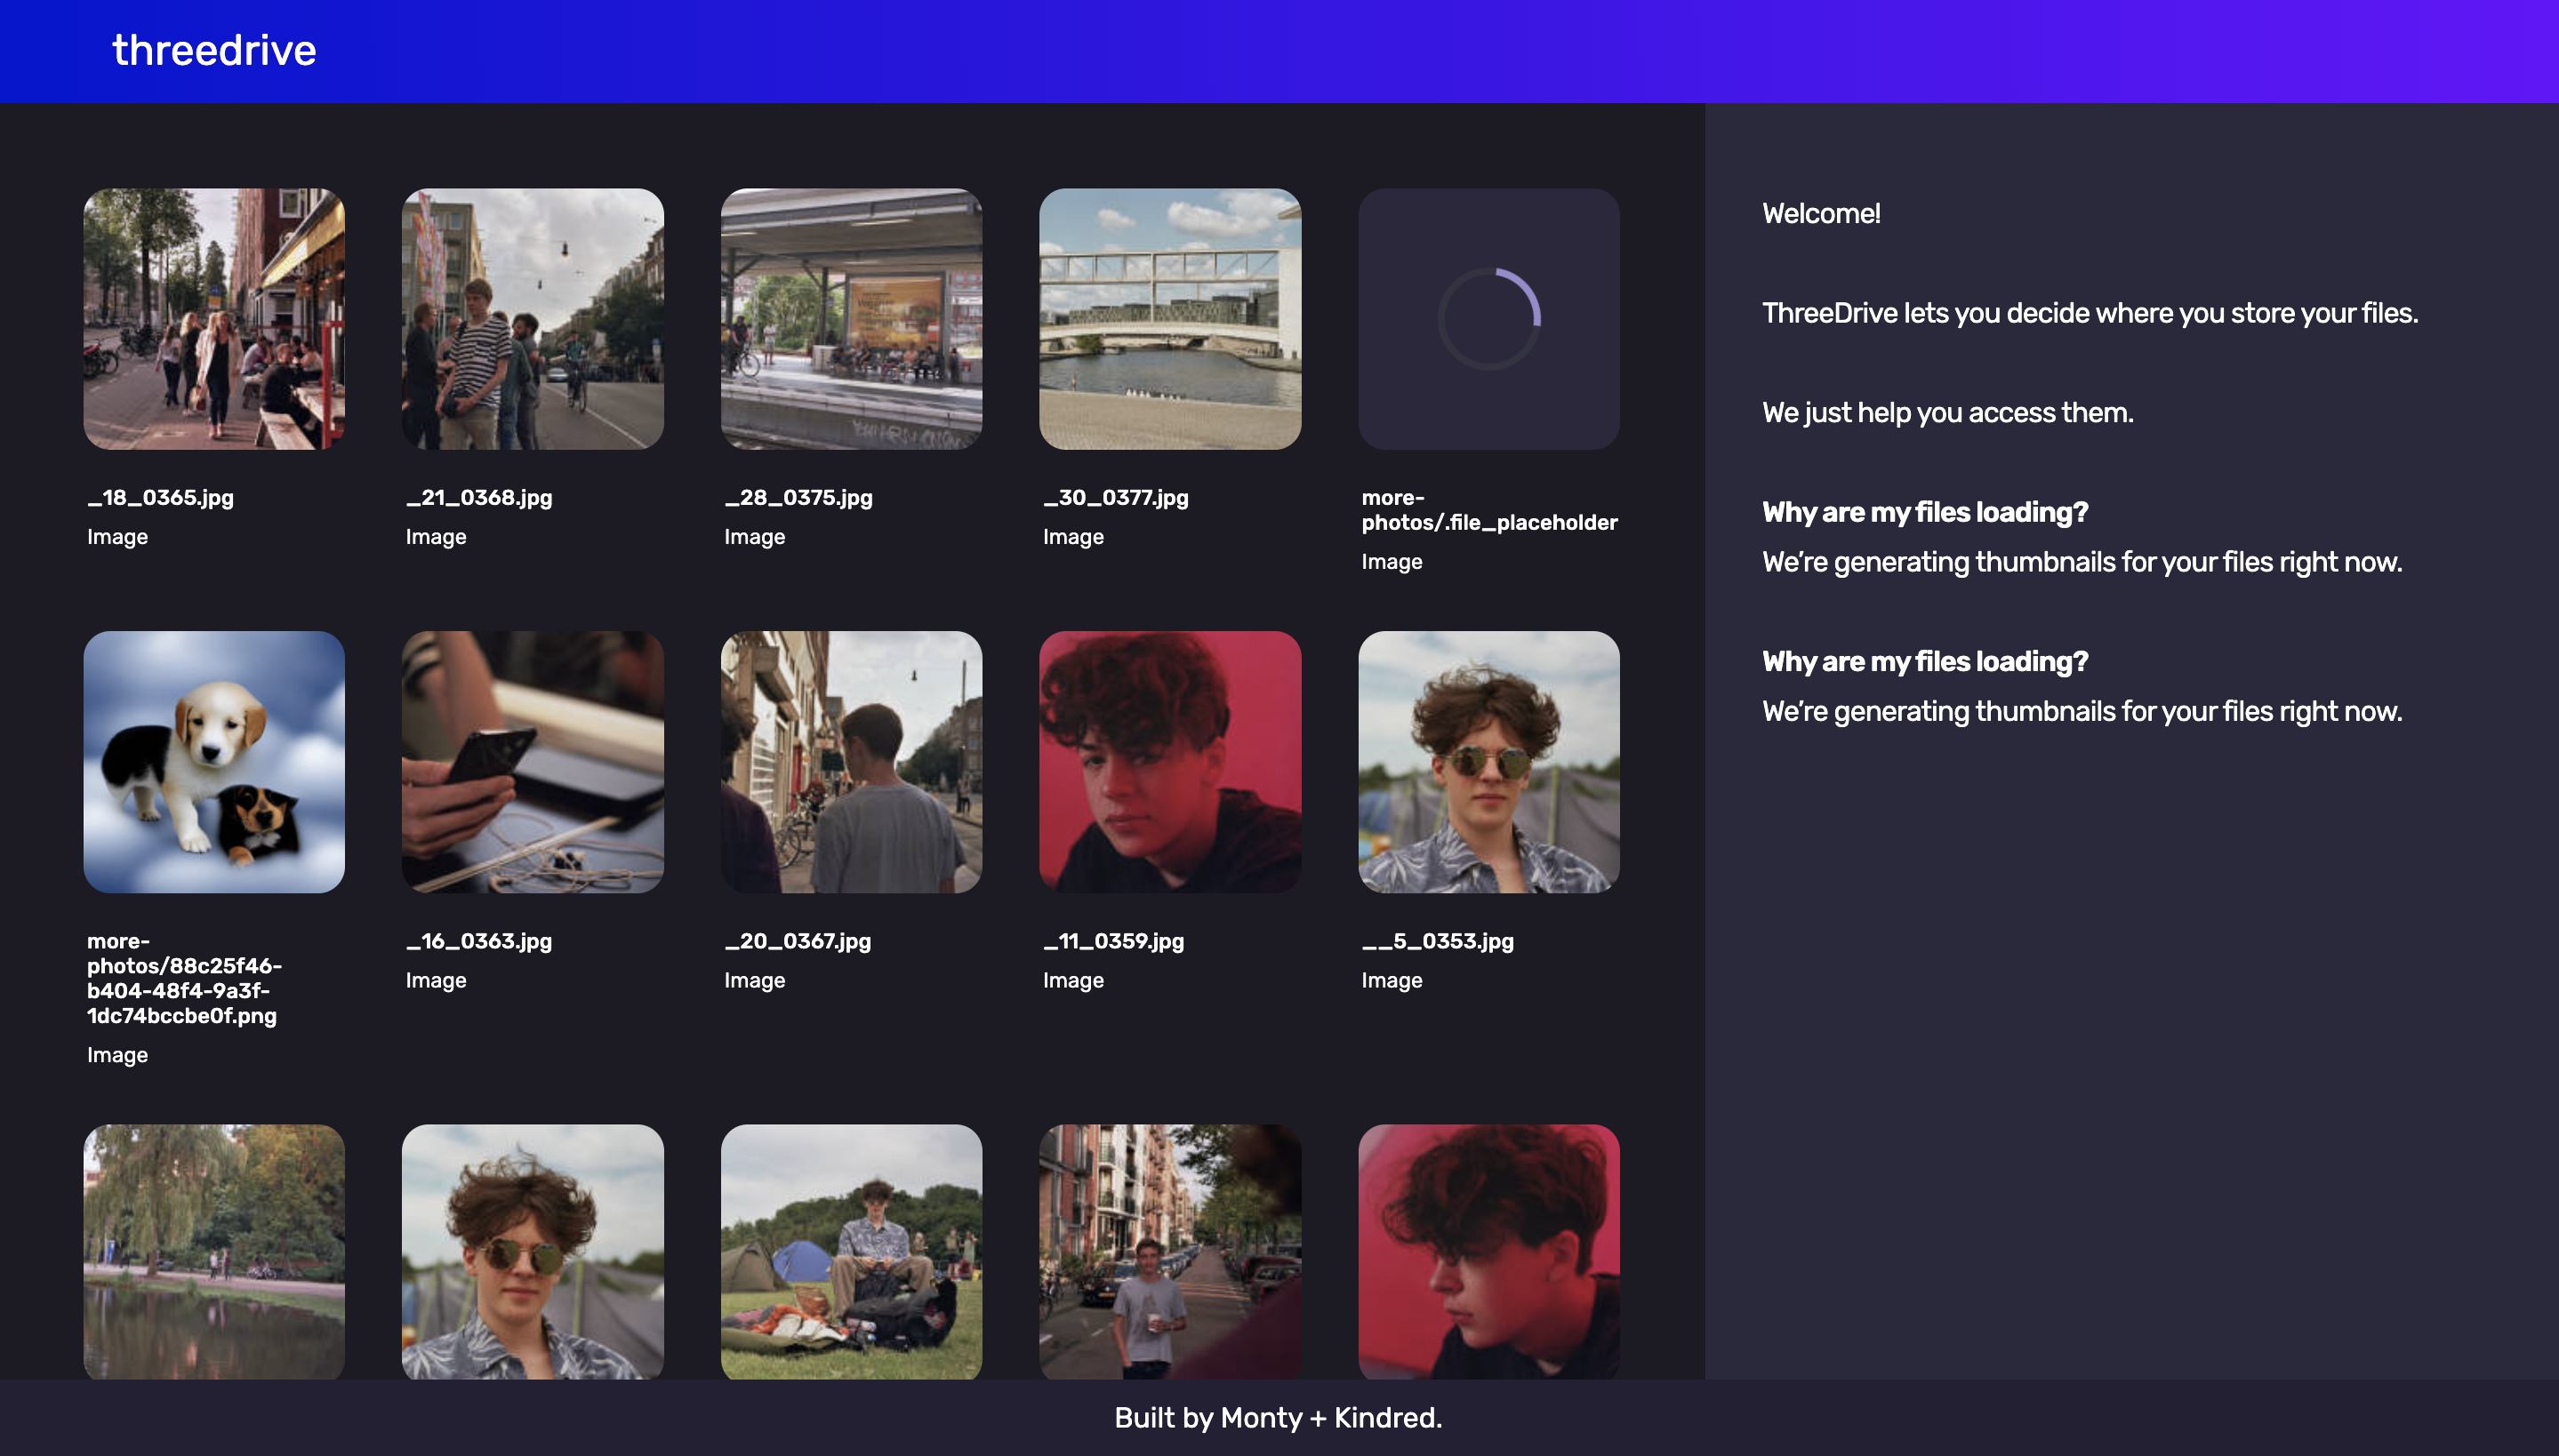 threedrive
_18_0365.jpg
Image
_21_0368.jpg
Image
_28_0375.jpg
Image
_30_0377.jpg
Image
more-
photos/.file_placeholder
Image
more-
photos/88c25f46-
b404-48f4-9a3f-
1dc74bccbe0f.png
Image
_16_0363.jpg
Image
_20_0367.jpg
Image
_11_0359.jpg
Image
__5_0353.jpg
Image
Welcome!
ThreeDrive lets you decide where you store your files.
We just help you access them.
Why are my files loading?
We’re generating thumbnails for your files right now.
Why are my files loading?
We’re generating thumbnails for your files right now.
Built by Monty + Kindred.